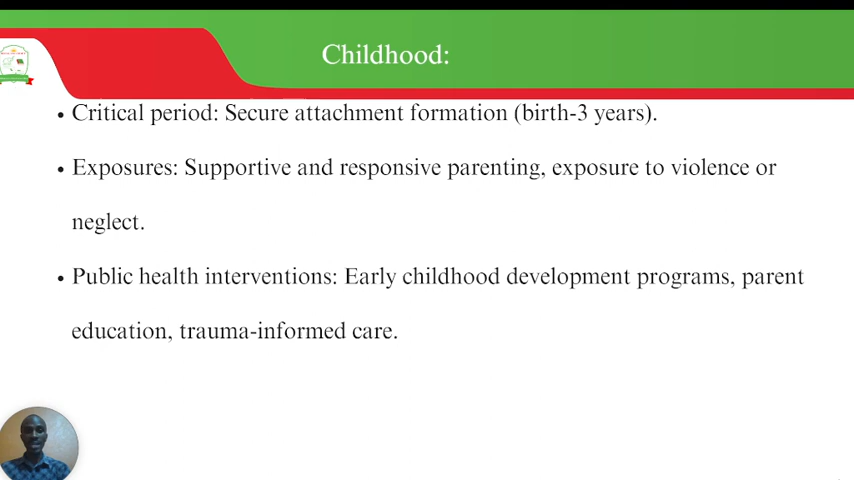 Childhood:
• Critical period: Secure attachment formation (birth-3 years).
• Exposures: Supportive and responsive parenting, exposure to violence or
neglect.
• Public health interventions: Early childhood development programs, parent
education, trauma-informed care.